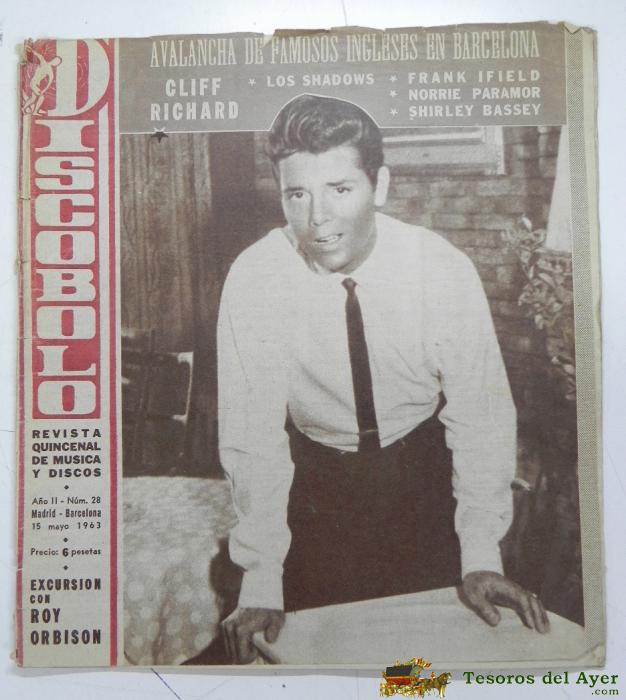 AVALANCHA DE FAMOSOS INGLESES EN BARCELONA
CLIFF
RICHARD
★ LOS SHADOWS
★ FRANK IFIELD
★ NORRIE PARAMOR
★ SHIRLEY BASSEY
DISCOBOLO
REVISTA
QUINCENAL
DE MUSICA
Y DISCOS
Año II - Núm. 28
Madrid - Barcelona
15 mayo 1963
Precio: 6 pesetas
EXCURSION
CON
ROY
ORBISON
Tesoros del Ayer
.com